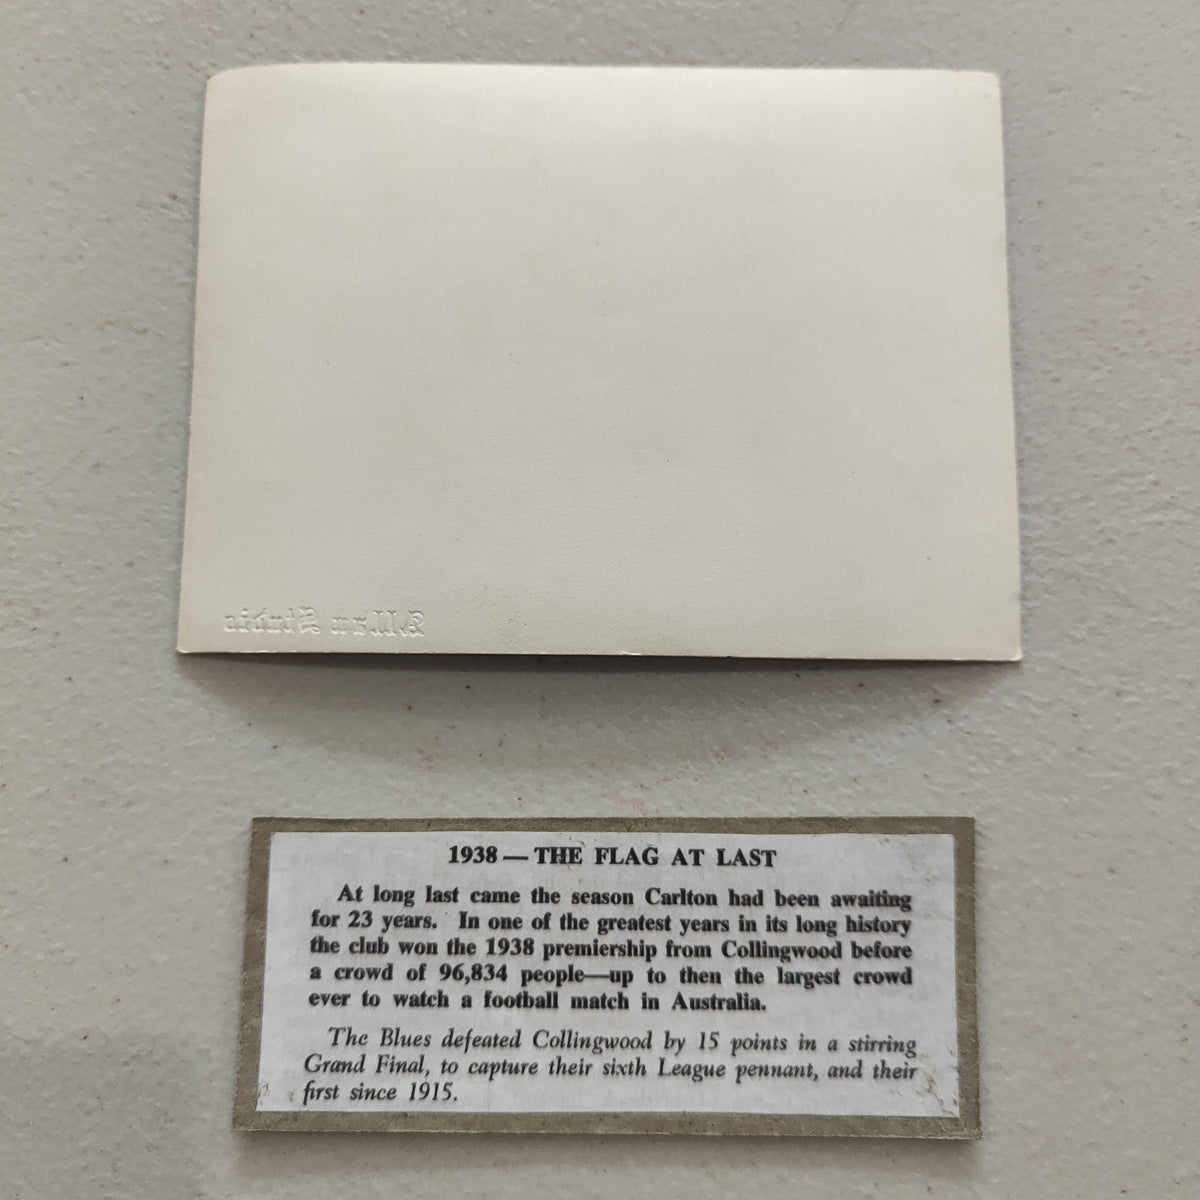 Allan Studio
1938 — THE FLAG AT LAST
At long last came the season Carlton had been awaiting
for 23 years. In one of the greatest years in its long history
the club won the 1938 premiership from Collingwood before
a crowd of 96,834 people—up to then the largest crowd
ever to watch a football match in Australia.
The Blues defeated Collingwood by 15 points in a stirring
Grand Final, to capture their sixth League pennant, and their
first since 1915.